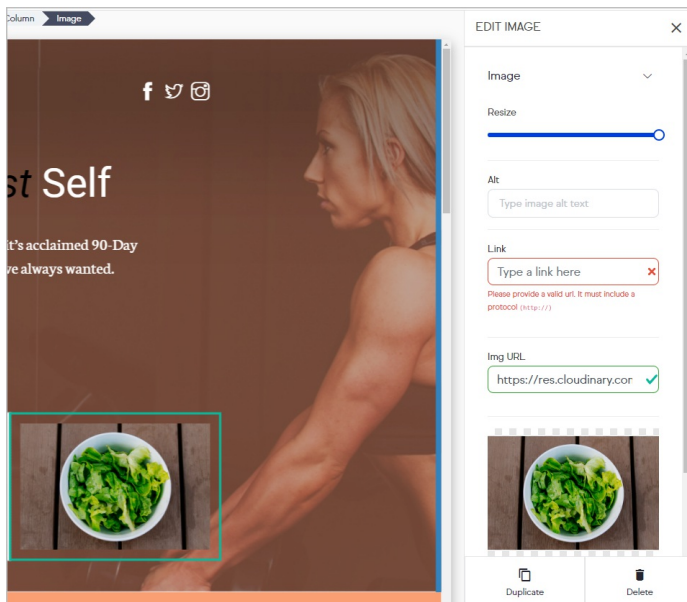 Column
Image
EDIT IMAGE
Image
Resize
st Self
Alt
Type image alt text
it's acclaimed 90-Day
ve always wanted.
Link
Type a link here
Please provide a valid url. It must include a
protocol (http://)
Img URL
https://res.cloudinary.cor
Duplicate
Delete